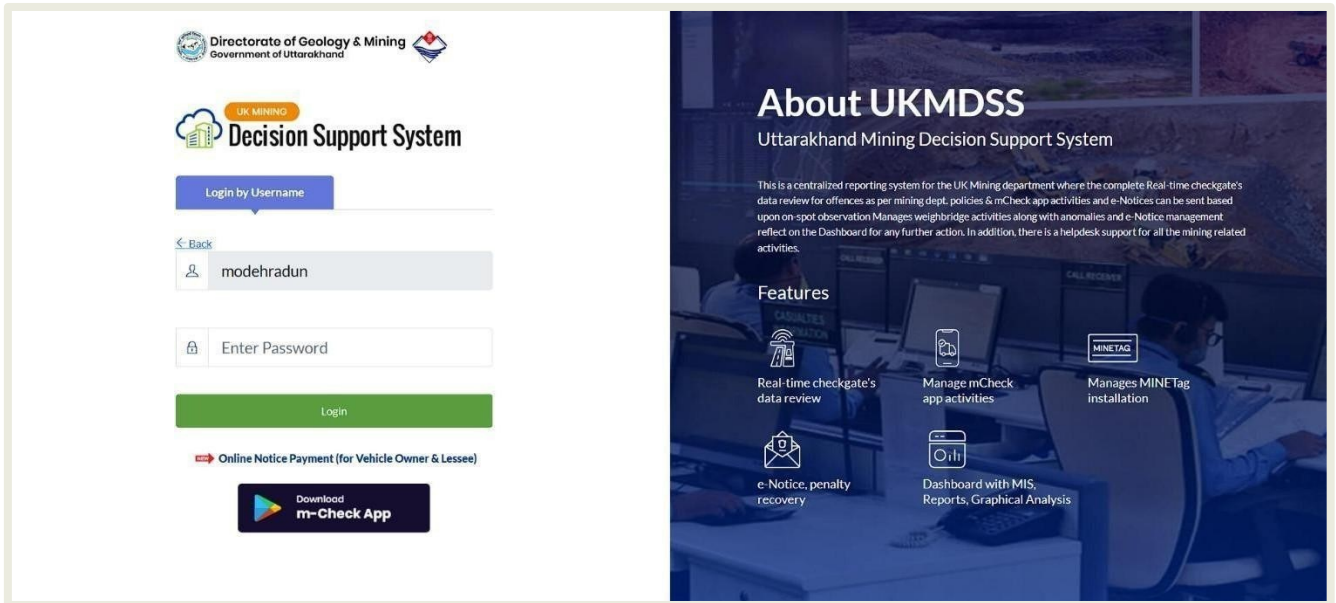 Directorate of Geology & Mining
Government of Uttarakhand
UK MINING
Decision Support System
Login by Username
← Back
modehradun
Enter Password
Login
NEW Online Notice Payment (for Vehicle Owner & Lessee)
Download
m-Check App
About UKMDSS
Uttarakhand Mining Decision Support System
This is a centralized reporting system for the UK Mining department where the complete Real-time checkgate's
data review for offences as per mining dept. policies & mCheck app activities and e-Notices can be sent based
upon on-spot observation Manages weighbridge activities along with anomalies and e-Notice management
reflect on the Dashboard for any further action. In addition, there is a helpdesk support for all the mining related
activities.
CALL RECEIVER
CALL RECEIVER
Features
CASUALTIES
MINETAG
Real-time checkgate's
data review
Manage mCheck
app activities
Manages MINETag
installation
e-Notice, penalty
recovery
Dashboard with MIS,
Reports, Graphical Analysis